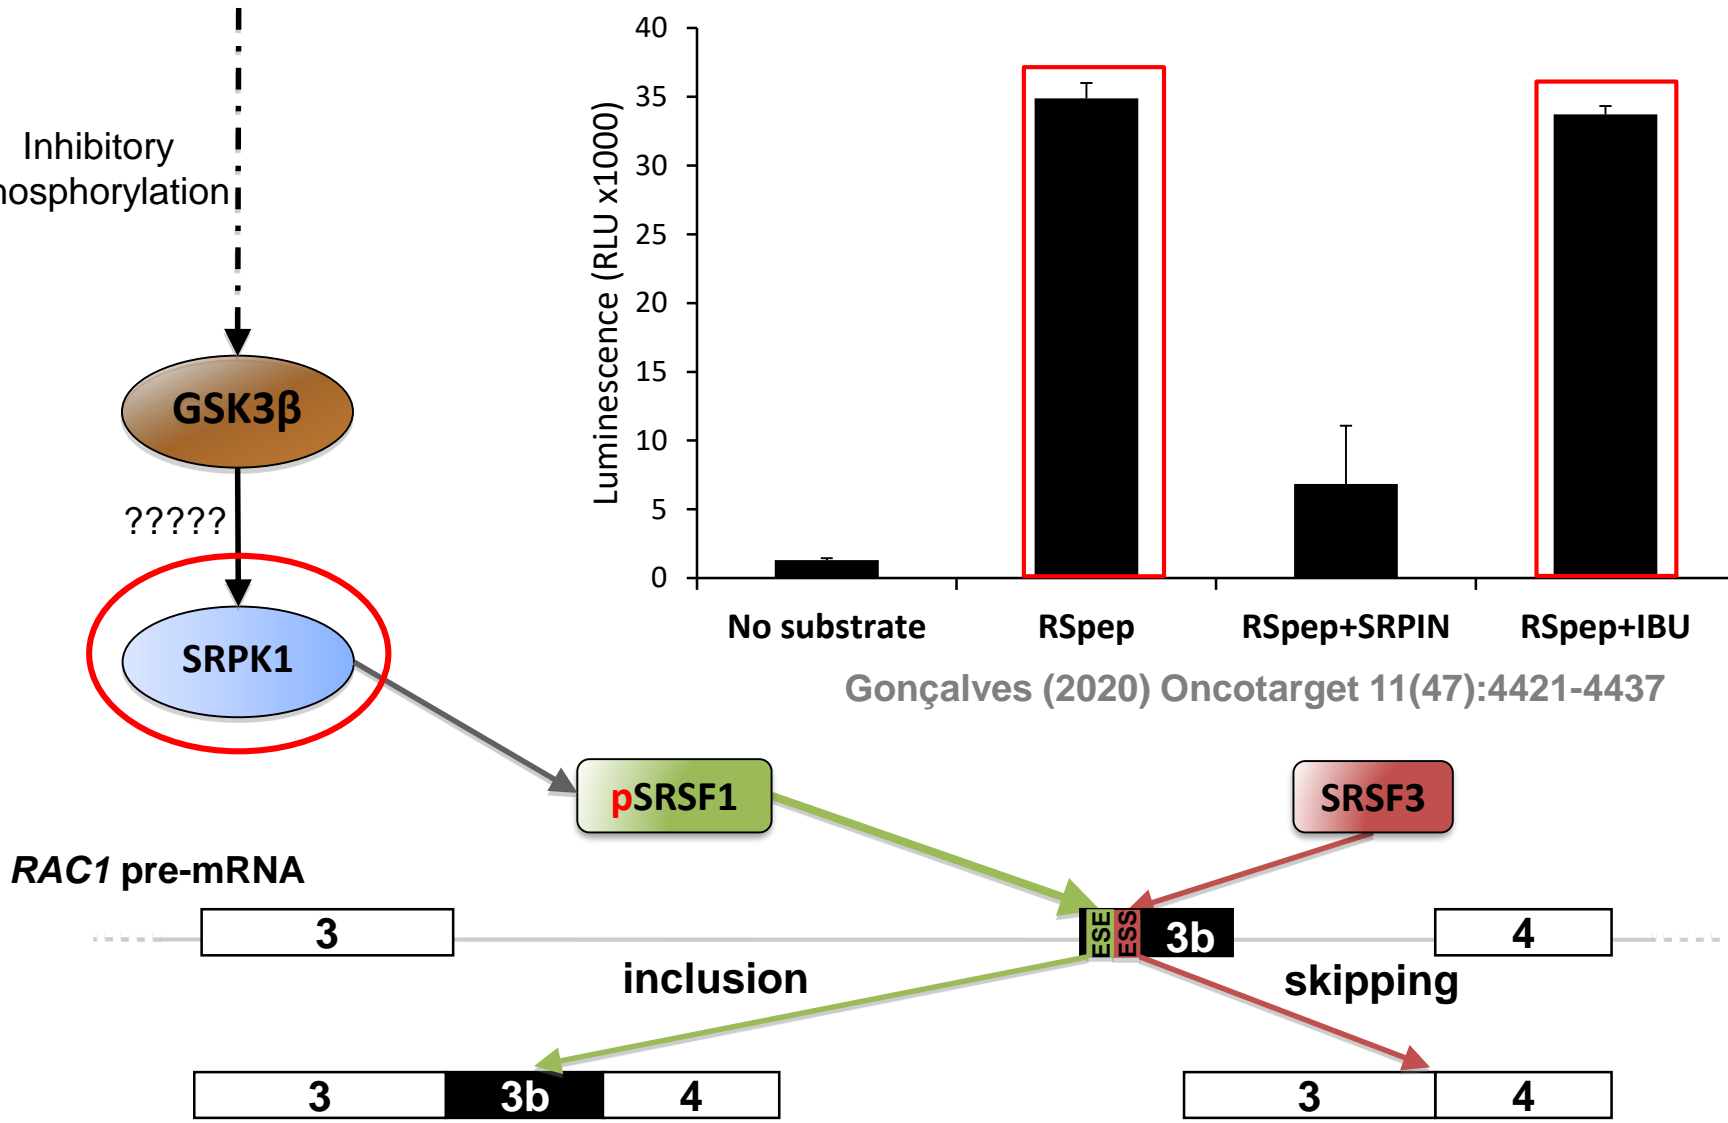 Inhibitory
hosphorylation
GSK3β
?????
SRPK1
Luminescence (RLU x1000)
40
35
30
25
20
15
10
5
0
No substrate RSpep RSpep+SRPIN RSpep+IBU
Gonçalves (2020) Oncotarget 11(47):4421-4437
pSRSF1
SRSF3
RAC1 pre-mRNA
3 ESE ESS 3b 4
inclusion skipping
3 3b 4 3 4